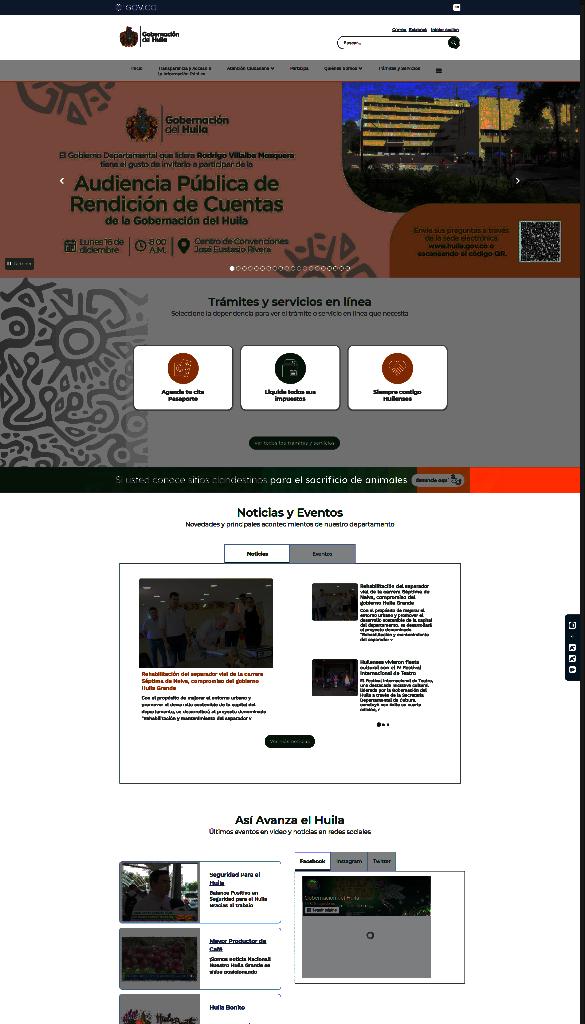 GOV.CO
Gobernación
del Huila
Correo
Iniciar sesión
Buscar...
Inicio
Transparencia y Acceso a
la Información Pública
Atención Ciudadana
Participa
Quiénes Somos
Trámites y Servicios
Gobernación
del Huila
El Gobierno Departamental que lidera Rodrigo Villalba Mosquera
tiene el gusto de invitarlo a participar de la
Audiencia Pública de
Rendición de Cuentas
de la Gobernación del Huila
Lunes 16 de
diciembre
8:00
A.M.
Centro de Convenciones
José Eustasio Rivera
Envíe sus preguntas a través
de la sede electrónica
www.huila.gov.co o
escaneando el código QR.
Trámites y servicios en línea
Seleccione la dependencia para ver el trámite o servicio en línea que necesita
Agenda tu cita
Pasaporte
Liquida todos sus
impuestos
Siempre contigo
Huilenses
Ver todos los trámites y servicios
Si usted conoce sitios clandestinos para el sacrificio de animales
denuncie aquí
Noticias y Eventos
Novedades y principales acontecimientos de nuestro departamento
Noticias
Eventos
Rehabilitación del separador vial de la carrera
Séptima de Neiva, compromiso del gobierno
Huila Grande
Con el propósito de mejorar el entorno urbano y
promover el desarrollo sostenible de la capital del
departamento, se desarrollará el proyecto denominado
"Rehabilitación y mantenimiento del separador v
Rehabilitación del separador
vial de la carrera Séptima de
Neiva, compromiso del
gobierno Huila Grande
Con el propósito de mejorar el
entorno urbano y promover el
desarrollo sostenible de la capital
del departamento, se desarrollará
el proyecto denominado
"Rehabilitación y mantenimiento
del separador v
Huilenses vivieron fiesta
cultural con el IV Festival
Internacional de Teatro
El Festival Internacional de Teatro,
una destacada iniciativa cultural
liderada por la Gobernación del
Huila a través de la Secretaría
Departamental de Cultura,
concluyó con éxito su cuarta
edición, r
Ver más noticias
Así Avanza el Huila
Últimos eventos en video y noticias en redes sociales
Seguridad Para el
Huila
Balance Positivo en
Seguridad para el Huila
Gracias al trabajo
Mayor Productor de
Café
¡Somos noticia Nacional!
Nuestro Huila Grande se
sigue posicionando
Huila Bonito
Facebook
Instagram
Twitter
Gobernación del Huila
Seguir página